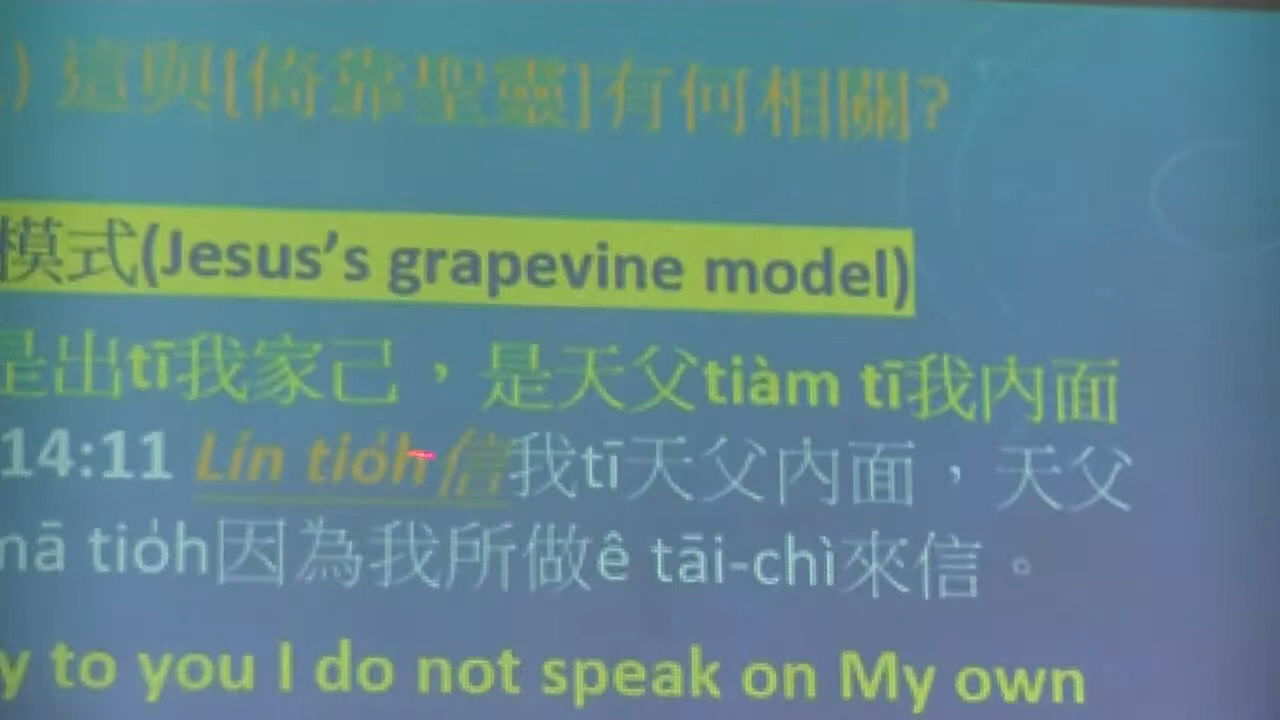 ) 這與[倚靠聖靈]有何相關?
模式(Jesus’s grapevine model)
是出tī我家己，是天父tiàm tī我內面
14:11 Lín tio̍h信我tī天父內面，天父
mā tio̍h因為我所做ê tāi-chì來信。
y to you I do not speak on My own